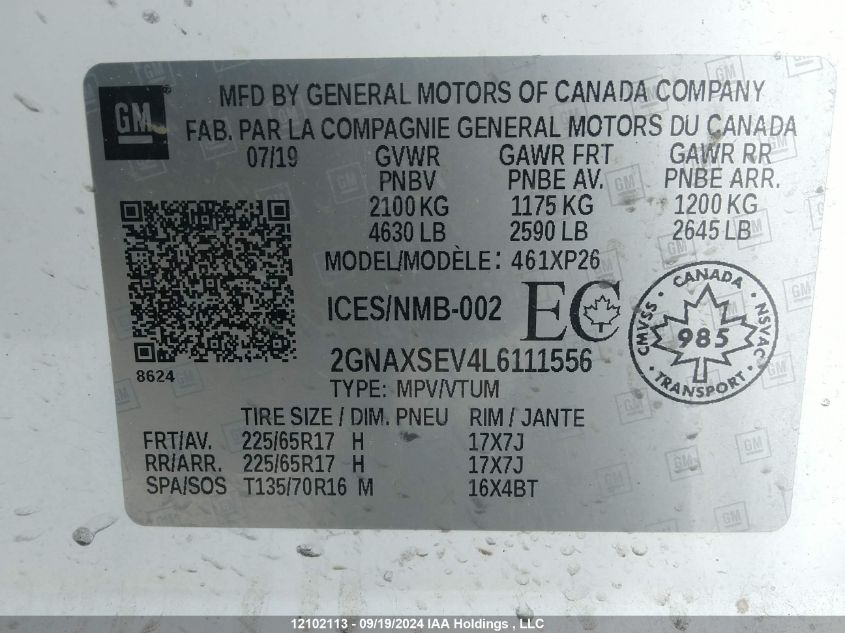 GM
MFD BY GENERAL MOTORS OF CANADA COMPANY
FAB. PAR LA COMPAGNIE GENERAL MOTORS DU CANADA
07/19 GVWR GAWR FRT GAWR RR
PNBV PNBE AV. PNBE ARR.
2100 KG 1175 KG 1200 KG
4630 LB 2590 LB 2645 LB
MODEL/MODÈLE: 461XP26
ICES/NMB-002 EC
CANADA
CMVSS 985 NSVAC
TRANSPORT
8624
2GNAXSEV4L6111556
TYPE: MPV/VTUM
TIRE SIZE / DIM. PNEU RIM / JANTE
FRT/AV. 225/65R17 H 17X7J
RR/ARR. 225/65R17 H 17X7J
SPA/SOS T135/70R16 M 16X4BT
12102113 - 09/19/2024 IAA Holdings, LLC